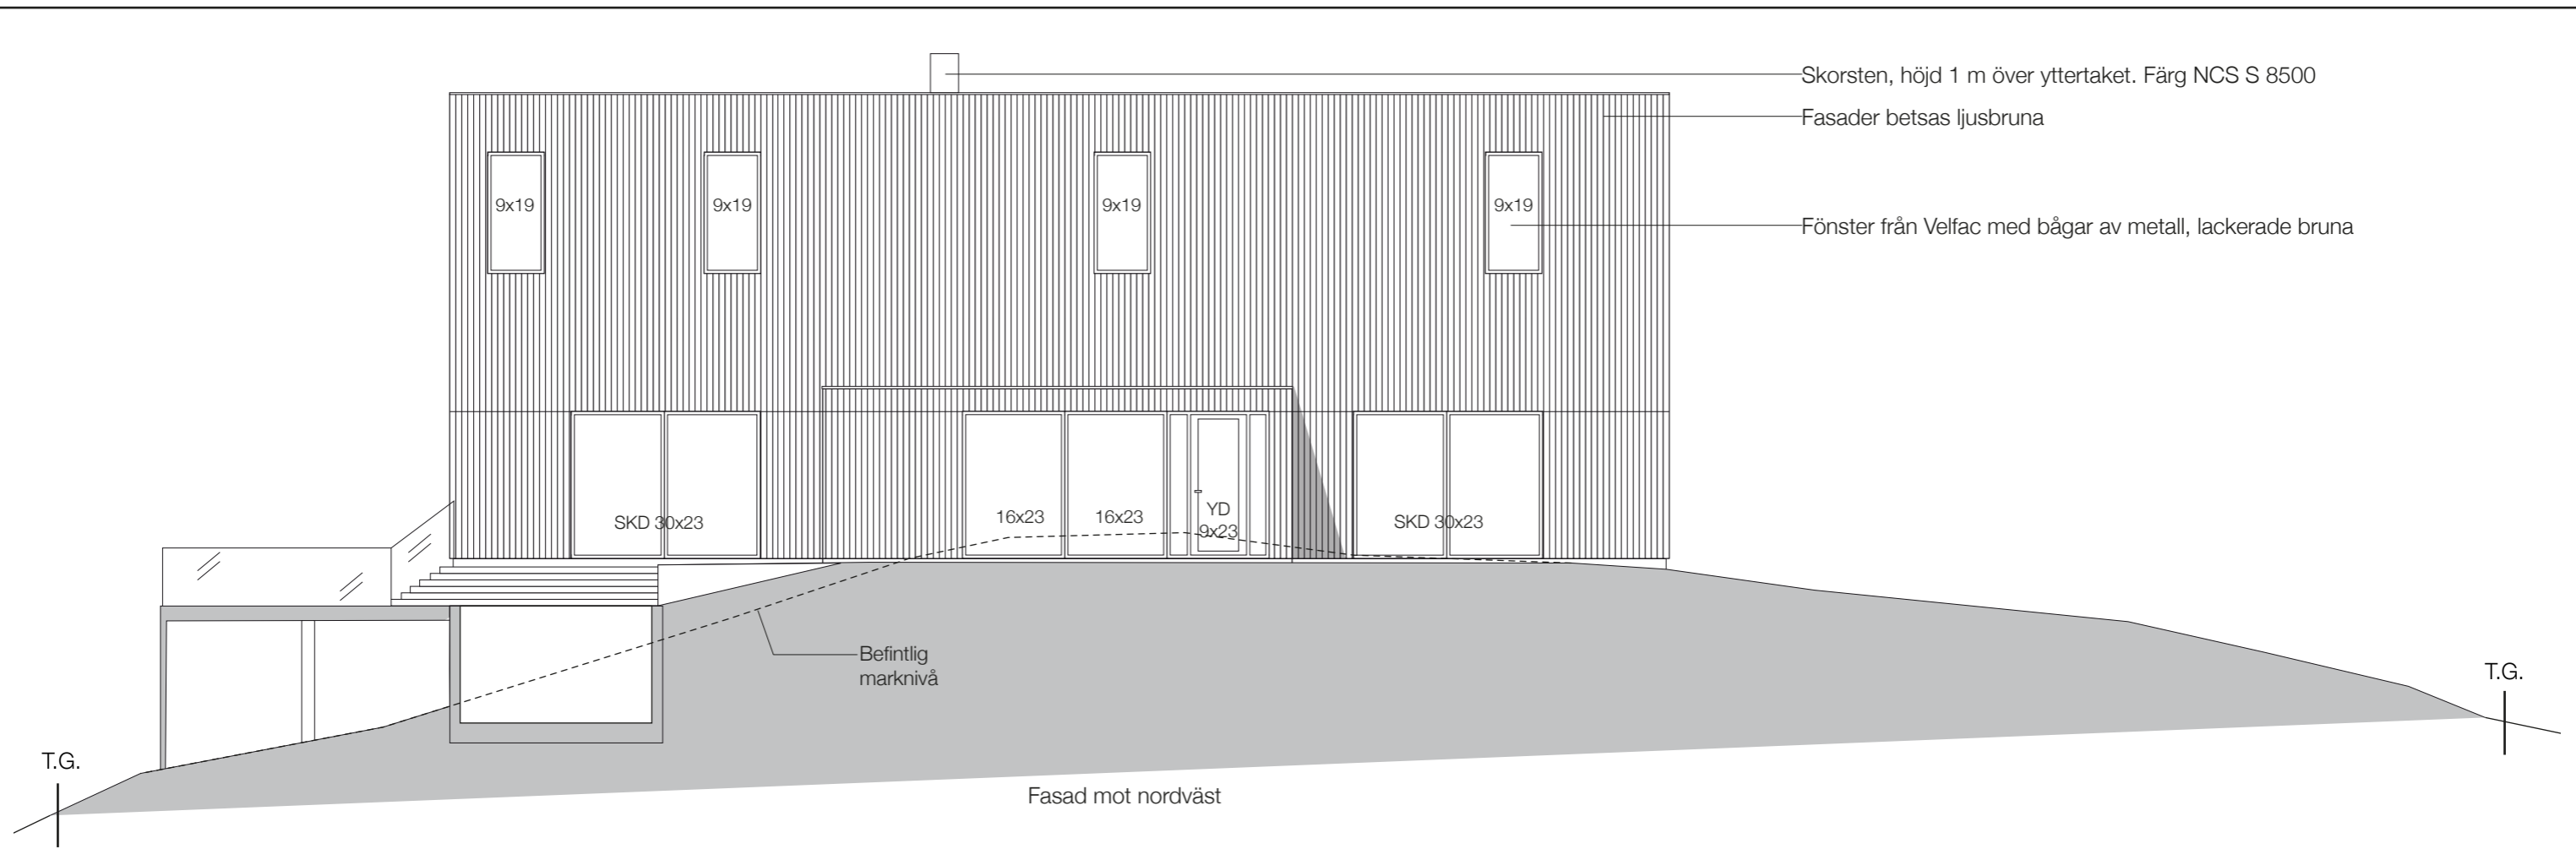 Skorsten, höjd 1 m över yttertaket. Färg NCS S 8500
Fasader betsas ljusbruna
9x19
9x19
9x19
9x19
Fönster från Velfac med bågar av metall, lackerade bruna
SKD 30x23
16x23
16x23
YD
9x23
SKD 30x23
Befintlig
marknivå
T.G.
T.G.
Fasad mot nordväst